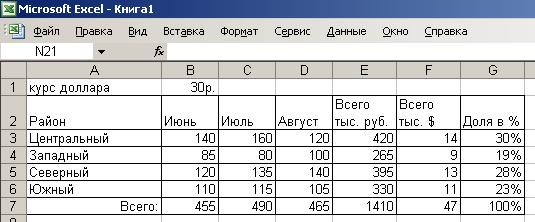 Microsoft Excel - Книга1
Файл Правка Вид Вставка Формат Сервис Данные Окно Справка
N21 fx
A B C D E F G
1 курс доллара 30р.
2 Район Июнь Июль Август Всего тыс. руб. Всего тыс. $ Доля в %
3 Центральный 140 160 120 420 14 30%
4 Западный 85 80 100 265 9 19%
5 Северный 120 135 140 395 13 28%
6 Южный 110 115 105 330 11 23%
7 Всего: 455 490 465 1410 47 100%